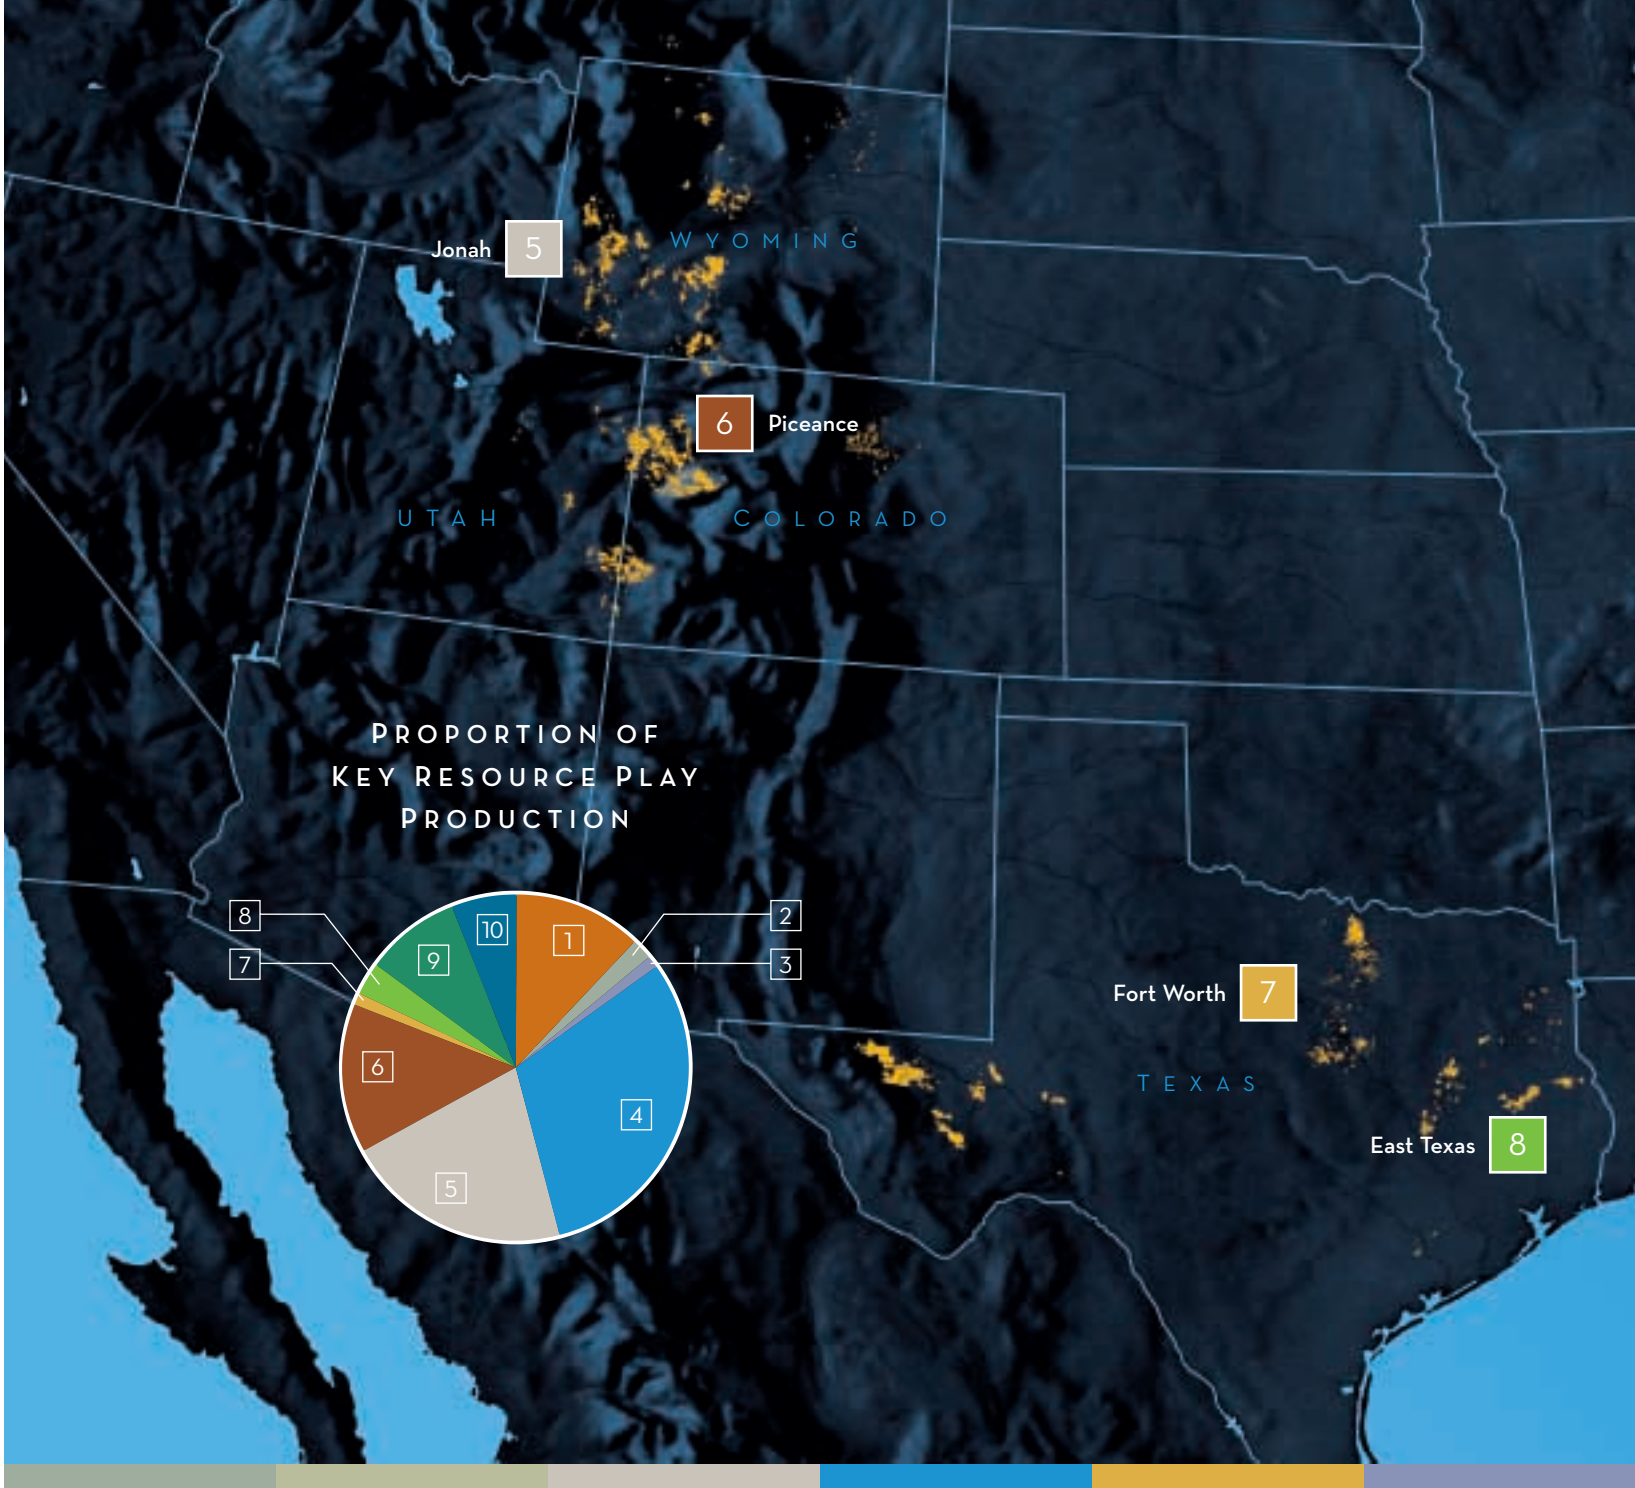 WYOMING
Jonah 5
6 Piceance
UTAH
COLORADO
PROPORTION OF
KEY RESOURCE PLAY
PRODUCTION
8
10
1
2
9
7
3
6
4
5
Fort Worth 7
TEXAS
East Texas 8